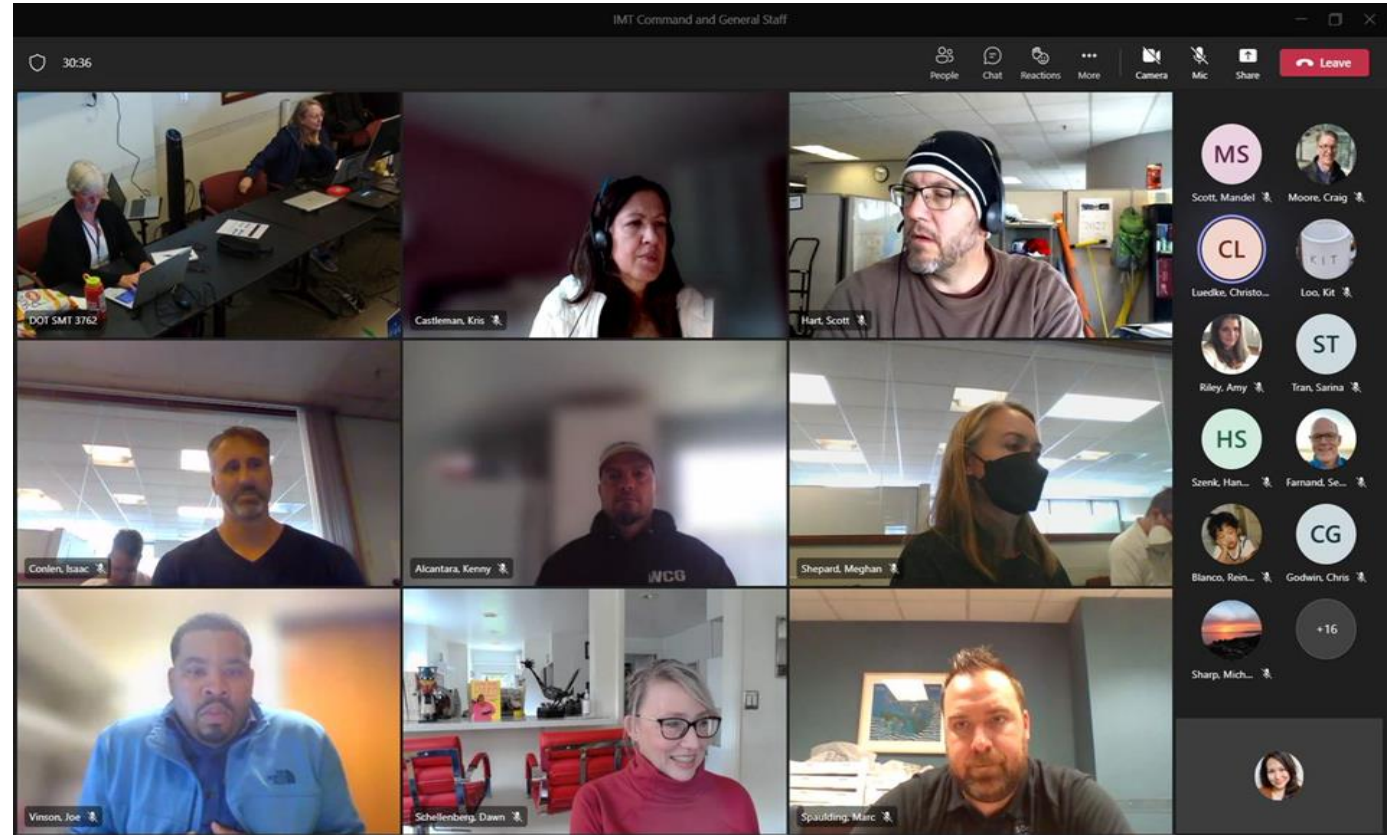 IMT Command and General Staff
30:36
People
Chat
Reactions
More
Camera
Mic
Share
Leave
DOT SMT 3762
Castleman, Kris
Hart, Scott
Conlen, Isaac
Alcantara, Kenny
WCG
Shepard, Meghan
Vinson, Joe
Schellenberg, Dawn
Spaulding, Marc
MS
Scott, Mandel
Moore, Craig
CL
Luedke, Christo...
KIT
Loo, Kit
Riley, Amy
ST
Tran, Sarina
HS
Szenk, Han...
Farnand, Se...
Blanco, Rein...
CG
Godwin, Chris
Sharp, Mich...
+16